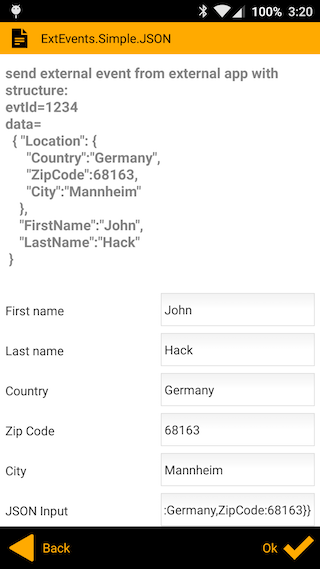 100% 3:20
ExtEvents.Simple.JSON
send external event from external app with
structure:
evtId=1234
data=
{ "Location": {
"Country":"Germany",
"ZipCode":68163,
"City":"Mannheim"
},
"FirstName":"John",
"LastName":"Hack"
}
First name John
Last name Hack
Country Germany
Zip Code 68163
City Mannheim
JSON Input :Germany,ZipCode:68163}}
Back Ok